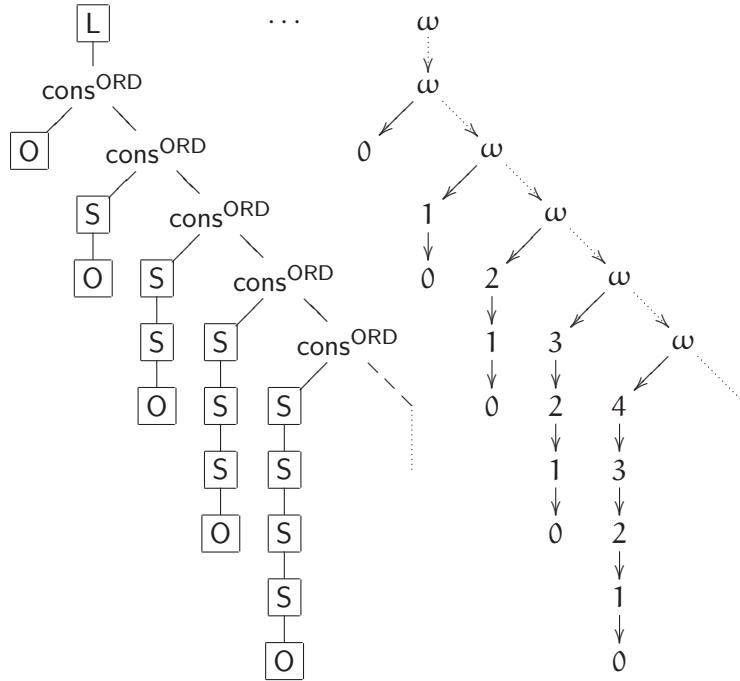 L ... ω
cons^ORD ω
O cons^ORD 0 ω
S cons^ORD 1 ω
O S cons^ORD 0 2 ω
S S cons^ORD 1 3 ω
O S S 0 2 4
S S 1 3
O S 0 2
S 1
O 0